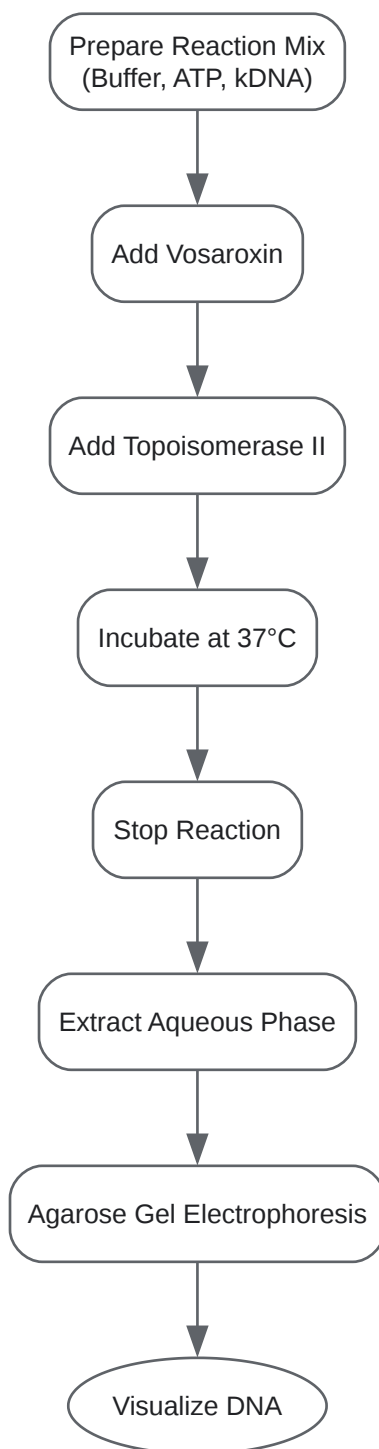 Prepare Reaction Mix
(Buffer, ATP, kDNA)
Add Vosaroxin
Add Topoisomerase II
Incubate at 37°C
Stop Reaction
Extract Aqueous Phase
Agarose Gel Electrophoresis
Visualize DNA